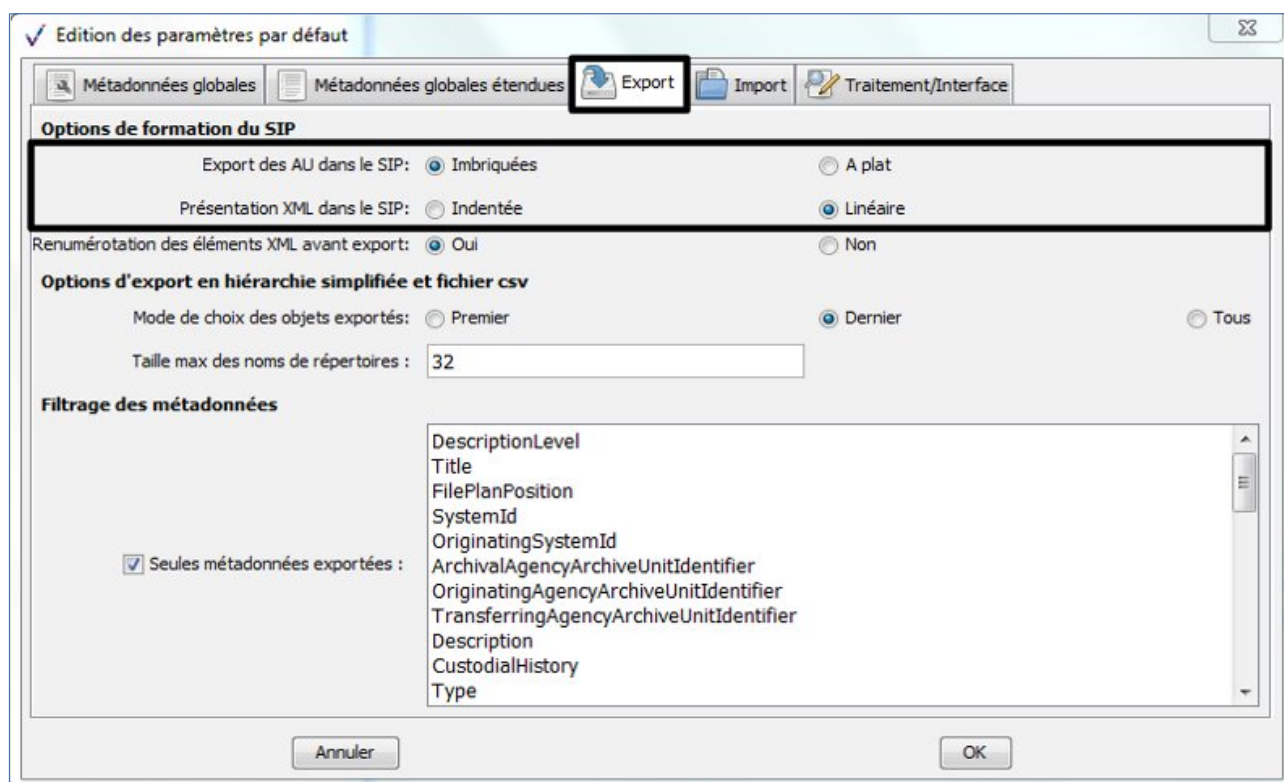 Edition des paramètres par défaut
Métadonnées globales Métadonnées globales étendues Export Import Traitement/Interface
Options de formation du SIP
Export des AU dans le SIP: Imbriquées A plat
Présentation XML dans le SIP: Indentée Linéaire
Renumérotation des éléments XML avant export: Oui Non
Options d'export en hiérarchie simplifiée et fichier csv
Mode de choix des objets exportés: Premier Dernier Tous
Taille max des noms de répertoires : 32
Filtrage des métadonnées
Seules métadonnées exportées :
DescriptionLevel
Title
FilePlanPosition
SystemId
OriginatingSystemId
ArchivalAgencyArchiveUnitIdentifier
OriginatingAgencyArchiveUnitIdentifier
TransferringAgencyArchiveUnitIdentifier
Description
CustodialHistory
Type
Annuler OK